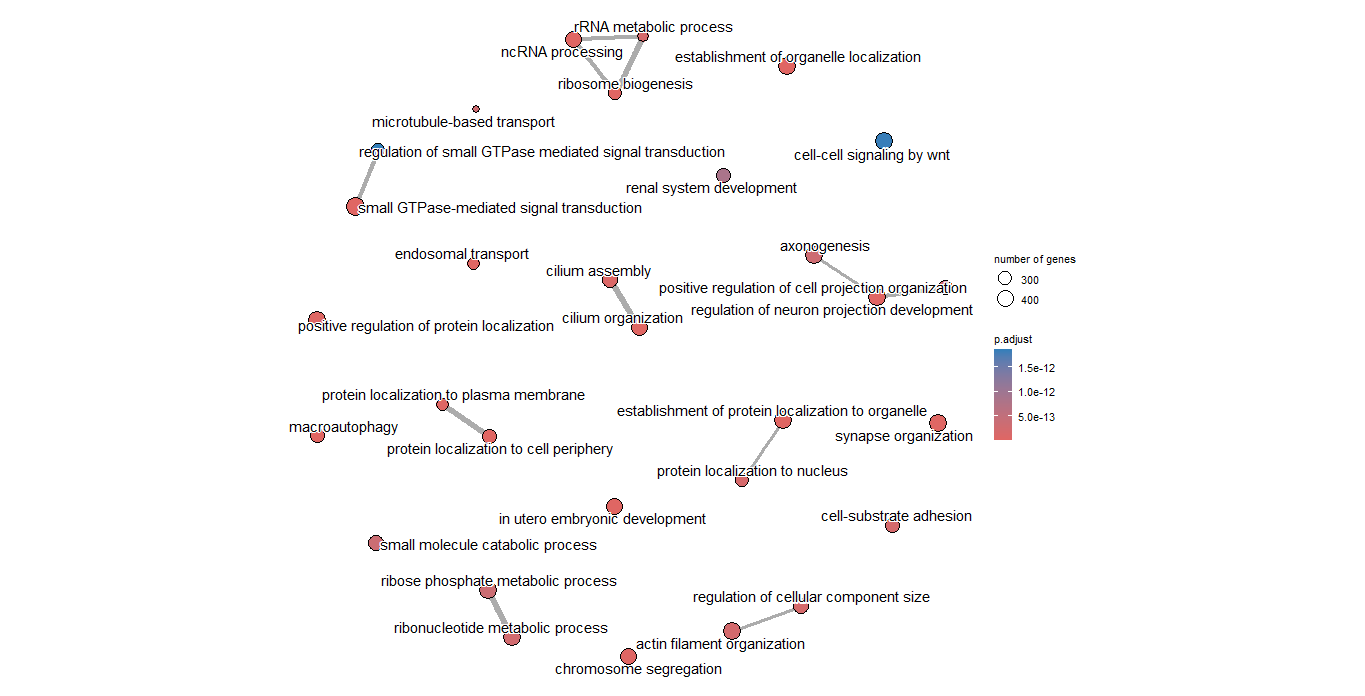 rRNA metabolic process
ncRNA processing
establishment of organelle localization
ribosome biogenesis
microtubule-based transport
regulation of small GTPase mediated signal transduction
cell-cell signaling by wnt
renal system development
small GTPase-mediated signal transduction
axonogenesis
endosomal transport
number of genes
cilium assembly
300
positive regulation of cell projection organization
400
regulation of neuron projection development
cilium organization
positive regulation of protein localization
p.adjust
1.5e-12
1.0e-12
5.0e-13
protein localization to plasma membrane
establishment of protein localization to organelle
macroautophagy
synapse organization
protein localization to cell periphery
protein localization to nucleus
in utero embryonic development
cell-substrate adhesion
small molecule catabolic process
ribose phosphate metabolic process
regulation of cellular component size
ribonucleotide metabolic process
actin filament organization
chromosome segregation